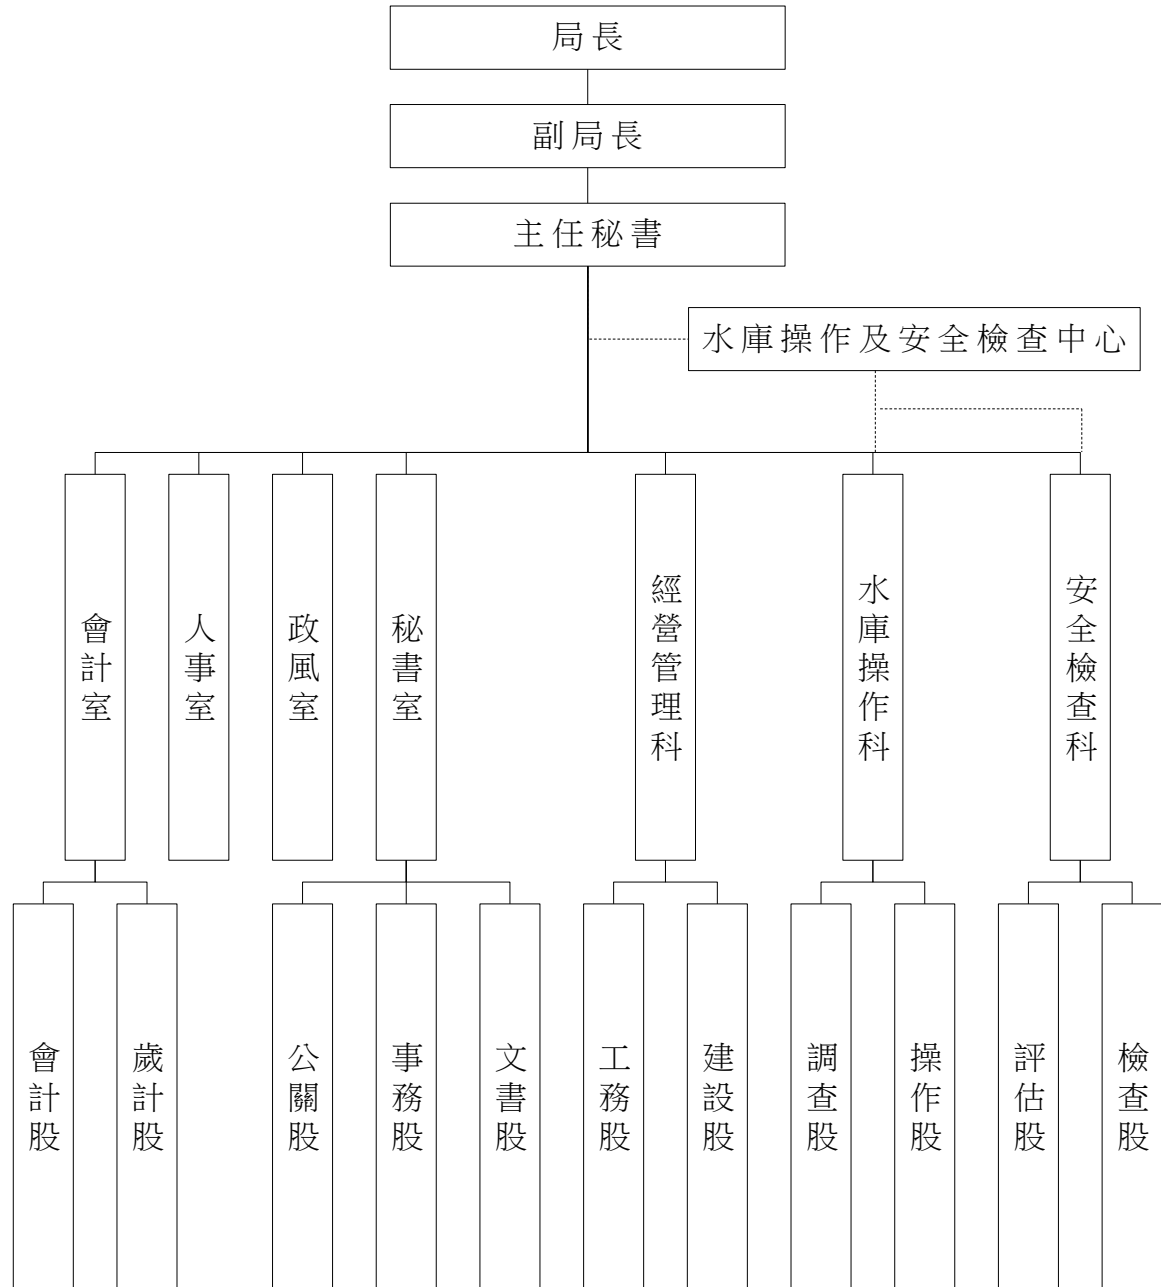 局長
副局長
主任秘書
水庫操作及安全檢查中心
會計室
人事室
政風室
秘書室
經營管理科
水庫操作科
安全檢查科
會計股
歲計股
公關股
事務股
文書股
工務股
建設股
調查股
操作股
評估股
檢查股